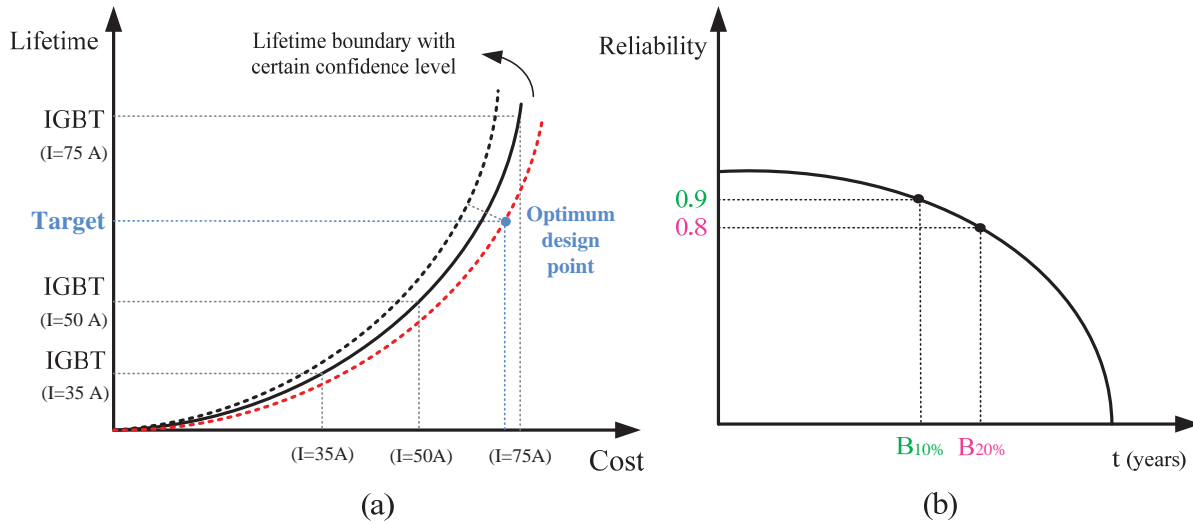 Lifetime
Lifetime boundary with
certain confidence level
IGBT
(I=75 A)
Target
Optimum
design
point
IGBT
(I=50 A)
IGBT
(I=35 A)
(I=35A)
(I=50A)
(I=75A)
Cost
(a)
Reliability
0.9
0.8
B10%
B20%
t (years)
(b)